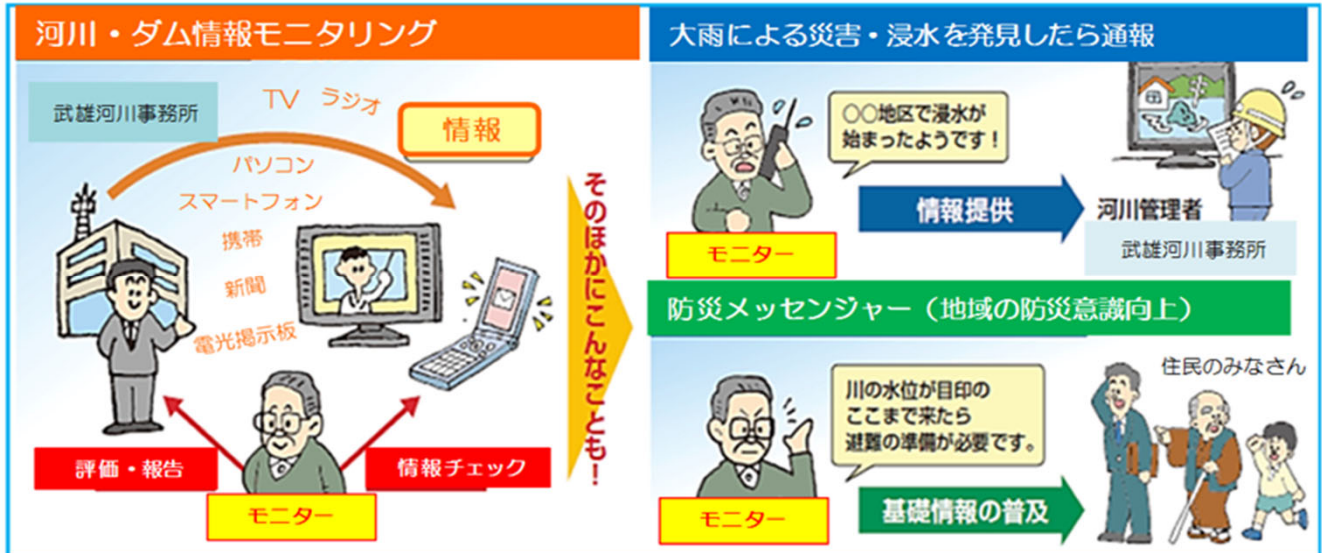 河川・ダム情報モニタリング
武雄河川事務所
TV ラジオ
情報
パソコン
スマートフォン
携帯
新聞
電光掲示板
評価・報告
情報チェック
モニター
そのほかにこんなことも！
大雨による災害・浸水を発見したら通報
○○地区で浸水が
始まったようです！
情報提供
モニター
河川管理者
武雄河川事務所
防災メッセンジャー（地域の防災意識向上）
川の水位が目印の
ここまで来たら
避難の準備が必要です。
住民のみなさん
モニター
基礎情報の普及